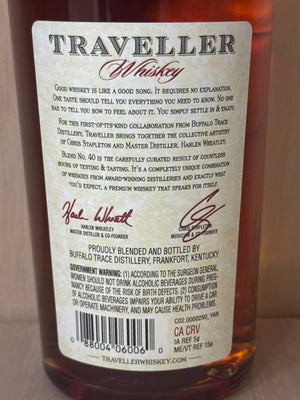 TRAVELLER
Whiskey
GOOD WHISKEY IS LIKE A GOOD SONG. IT REQUIRES NO EXPLANATION.
ONE TASTE SHOULD TELL YOU EVERYTHING YOU NEED TO KNOW. NO ONE
HAS TO TELL YOU HOW TO FEEL ABOUT IT. YOU SIMPLY SETTLE IN & ENJOY.
FOR THIS FIRST-OF-ITS-KIND COLLABORATION FROM BUFFALO TRACE
DISTILLERY, TRAVELLER BRINGS TOGETHER THE COLLECTIVE ARTISTRY
OF CHRIS STAPLETON AND MASTER DISTILLER, HARLEN WHEATLEY.
BLEND NO. 40 IS THE CAREFULLY CURATED RESULT OF COUNTLESS
HOURS OF TESTING & TASTING. IT'S A COMPLETELY UNIQUE COMBINATION
OF WHISKIES FROM AWARD-WINNING DISTILLERIES AND EXACTLY WHAT
YOU'D EXPECT, A PREMIUM WHISKEY THAT SPEAKS FOR ITSELF.
HARLEN WHEATLEY
MASTER DISTILLER & CO-FOUNDER
CHRIS STAPLETON
MUSICIAN & CO-FOUNDER
PROUDLY BLENDED AND BOTTLED BY
BUFFALO TRACE DISTILLERY, FRANKFORT, KENTUCKY
GOVERNMENT WARNING: (1) ACCORDING TO THE SURGEON GENERAL,
WOMEN SHOULD NOT DRINK ALCOHOLIC BEVERAGES DURING PREG-
NANCY BECAUSE OF THE RISK OF BIRTH DEFECTS. (2) CONSUMPTION
OF ALCOHOLIC BEVERAGES IMPAIRS YOUR ABILITY TO DRIVE A CAR
OR OPERATE MACHINERY, AND MAY CAUSE HEALTH PROBLEMS.
C02.0000250_YAN
CA CRV
IA REF 5¢
ME/VT REF 15¢
0 88004 06006 0
TRAVELLERWHISKEY.COM